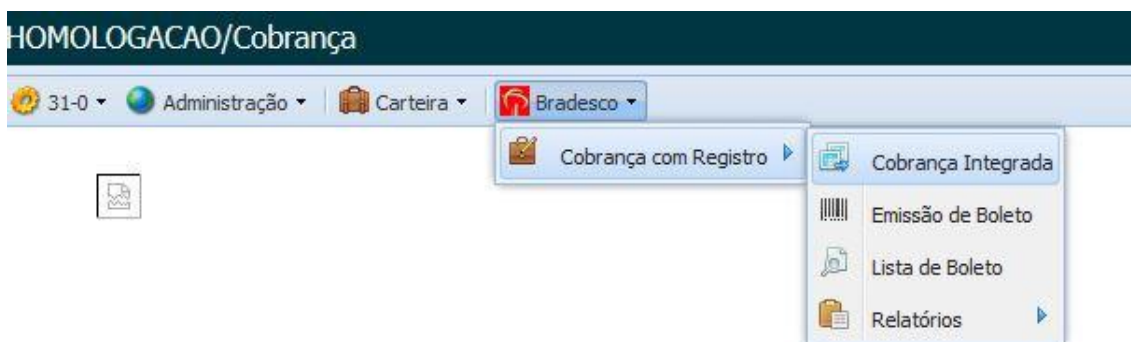 HOMOLOGACAO/Cobrança
31-0 Administração Carteira Bradesco
Cobrança com Registro
Cobrança Integrada
Emissão de Boleto
Lista de Boleto
Relatórios